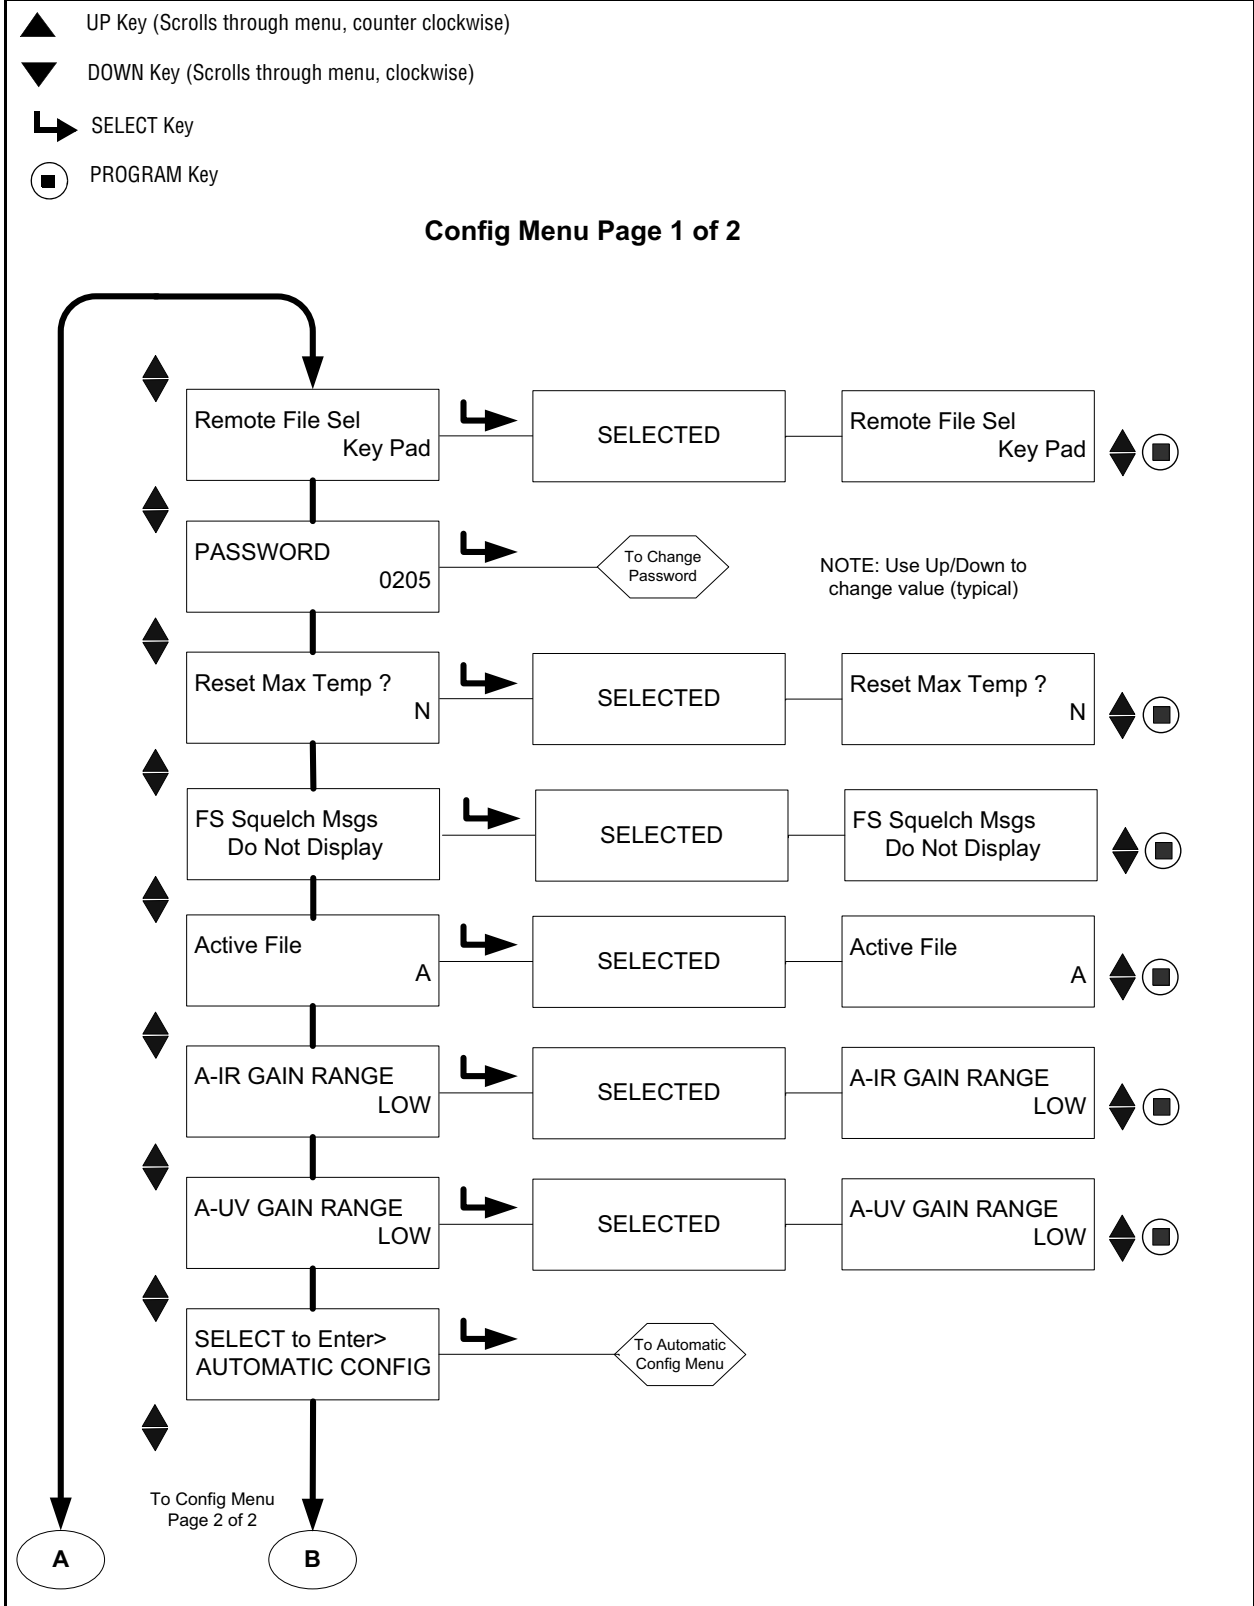 UP Key (Scrolls through menu, counter clockwise)
DOWN Key (Scrolls through menu, clockwise)
SELECT Key
PROGRAM Key
Config Menu Page 1 of 2
Remote File Sel
Key Pad
SELECTED
Remote File Sel
Key Pad
PASSWORD
0205
To Change
Password
NOTE: Use Up/Down to
change value (typical)
Reset Max Temp ?
N
SELECTED
Reset Max Temp ?
N
FS Squelch Msgs
Do Not Display
SELECTED
FS Squelch Msgs
Do Not Display
Active File
A
SELECTED
Active File
A
A-IR GAIN RANGE
LOW
SELECTED
A-IR GAIN RANGE
LOW
A-UV GAIN RANGE
LOW
SELECTED
A-UV GAIN RANGE
LOW
SELECT to Enter>
AUTOMATIC CONFIG
To Automatic
Config Menu
To Config Menu
Page 2 of 2
A
B